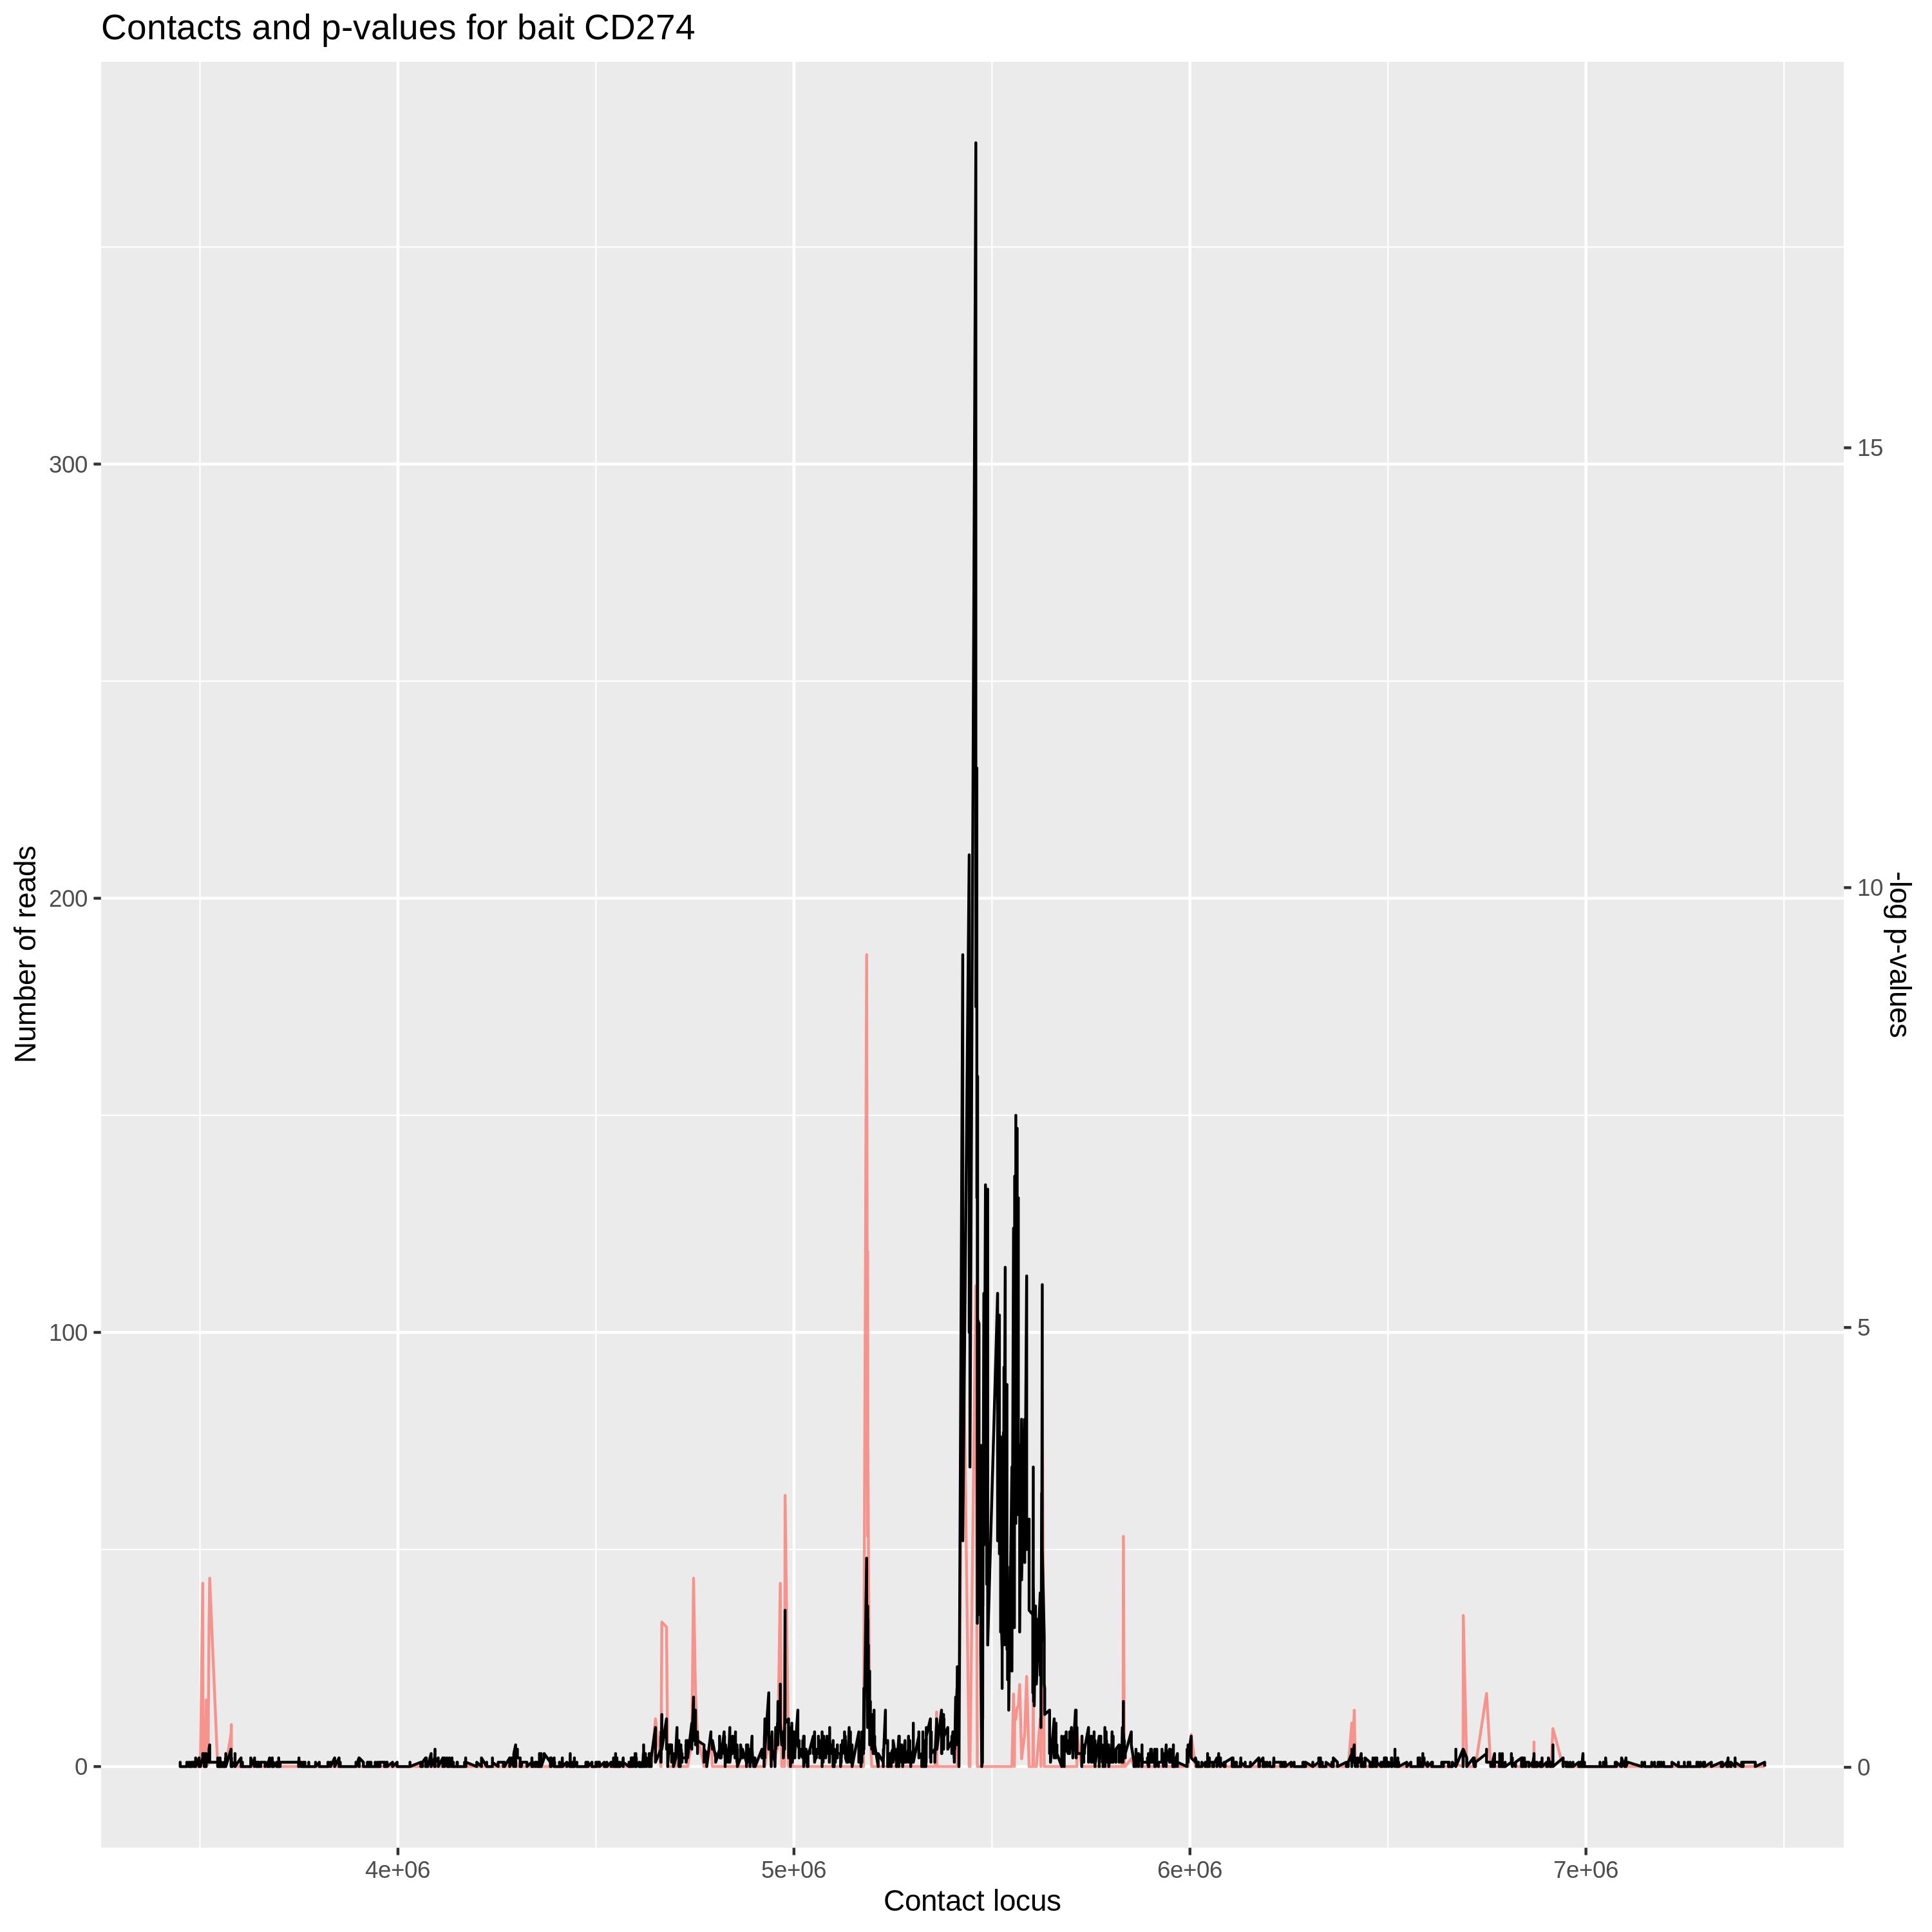 Contacts and p-values for bait CD274
Number of reads
300
200
100
0
15
10
5
0
-log p-values
4e+06
5e+06
6e+06
7e+06
Contact locus